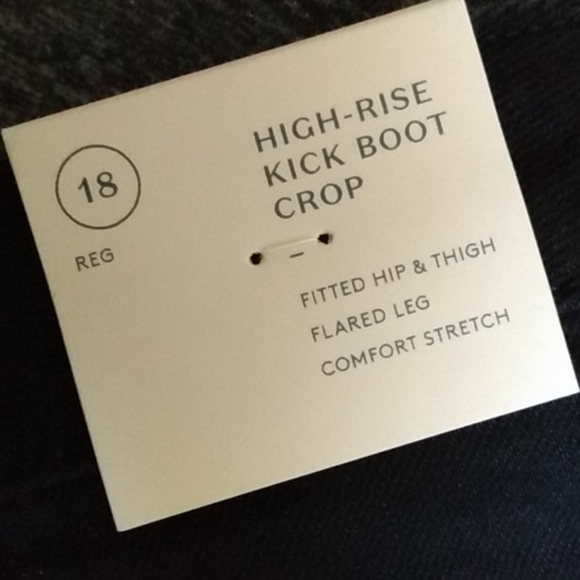 18
REG
HIGH-RISE
KICK BOOT
CROP
–
FITTED HIP & THIGH
FLARED LEG
COMFORT STRETCH